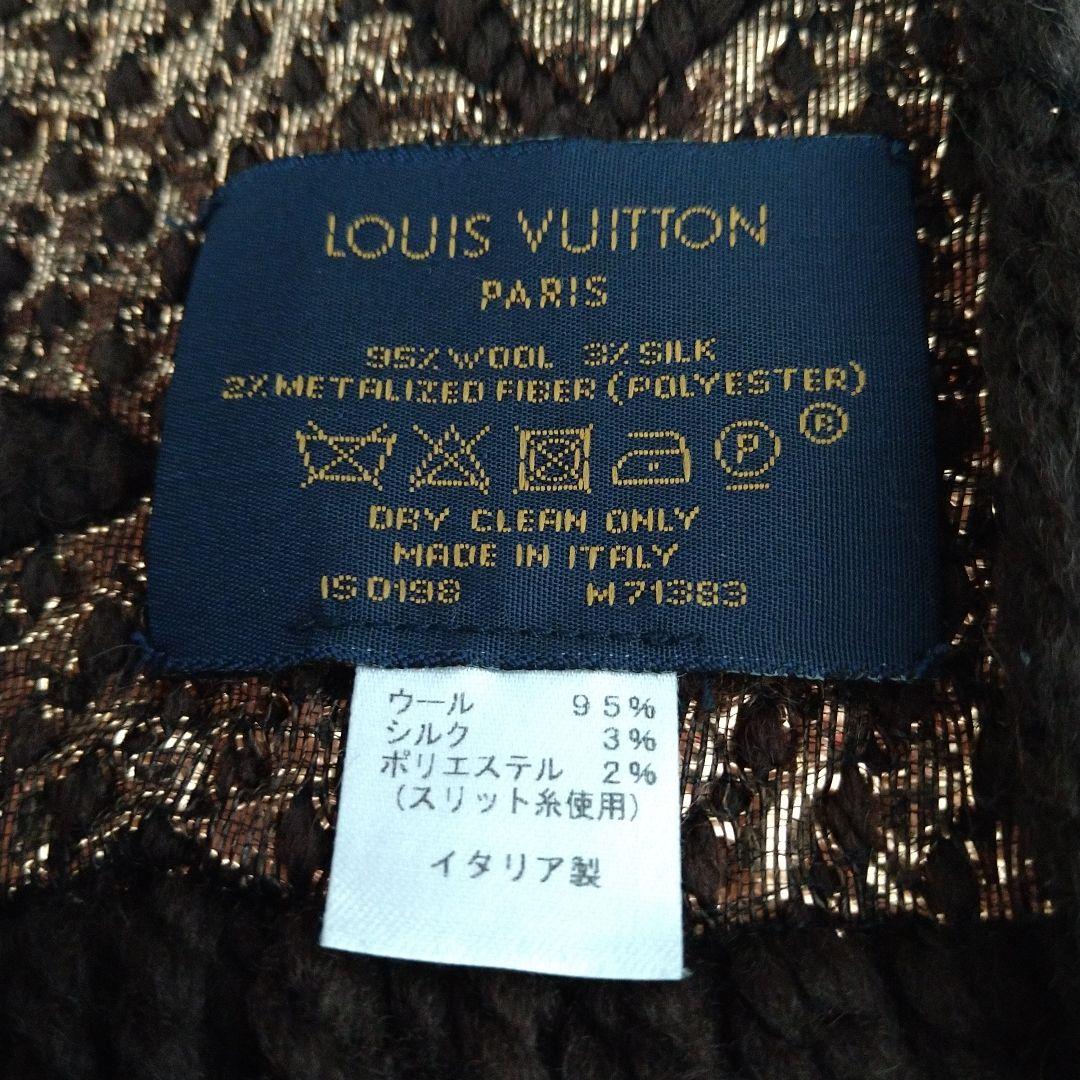 LOUIS VUITTON
PARIS
95% WOOL 3% SILK
2% METALIZED FIBER (POLYESTER)
P ®
DRY CLEAN ONLY
MADE IN ITALY
IS 0198 M71383
ウール 95%
シルク 3%
ポリエステル 2%
(スリット糸使用)
イタリア製